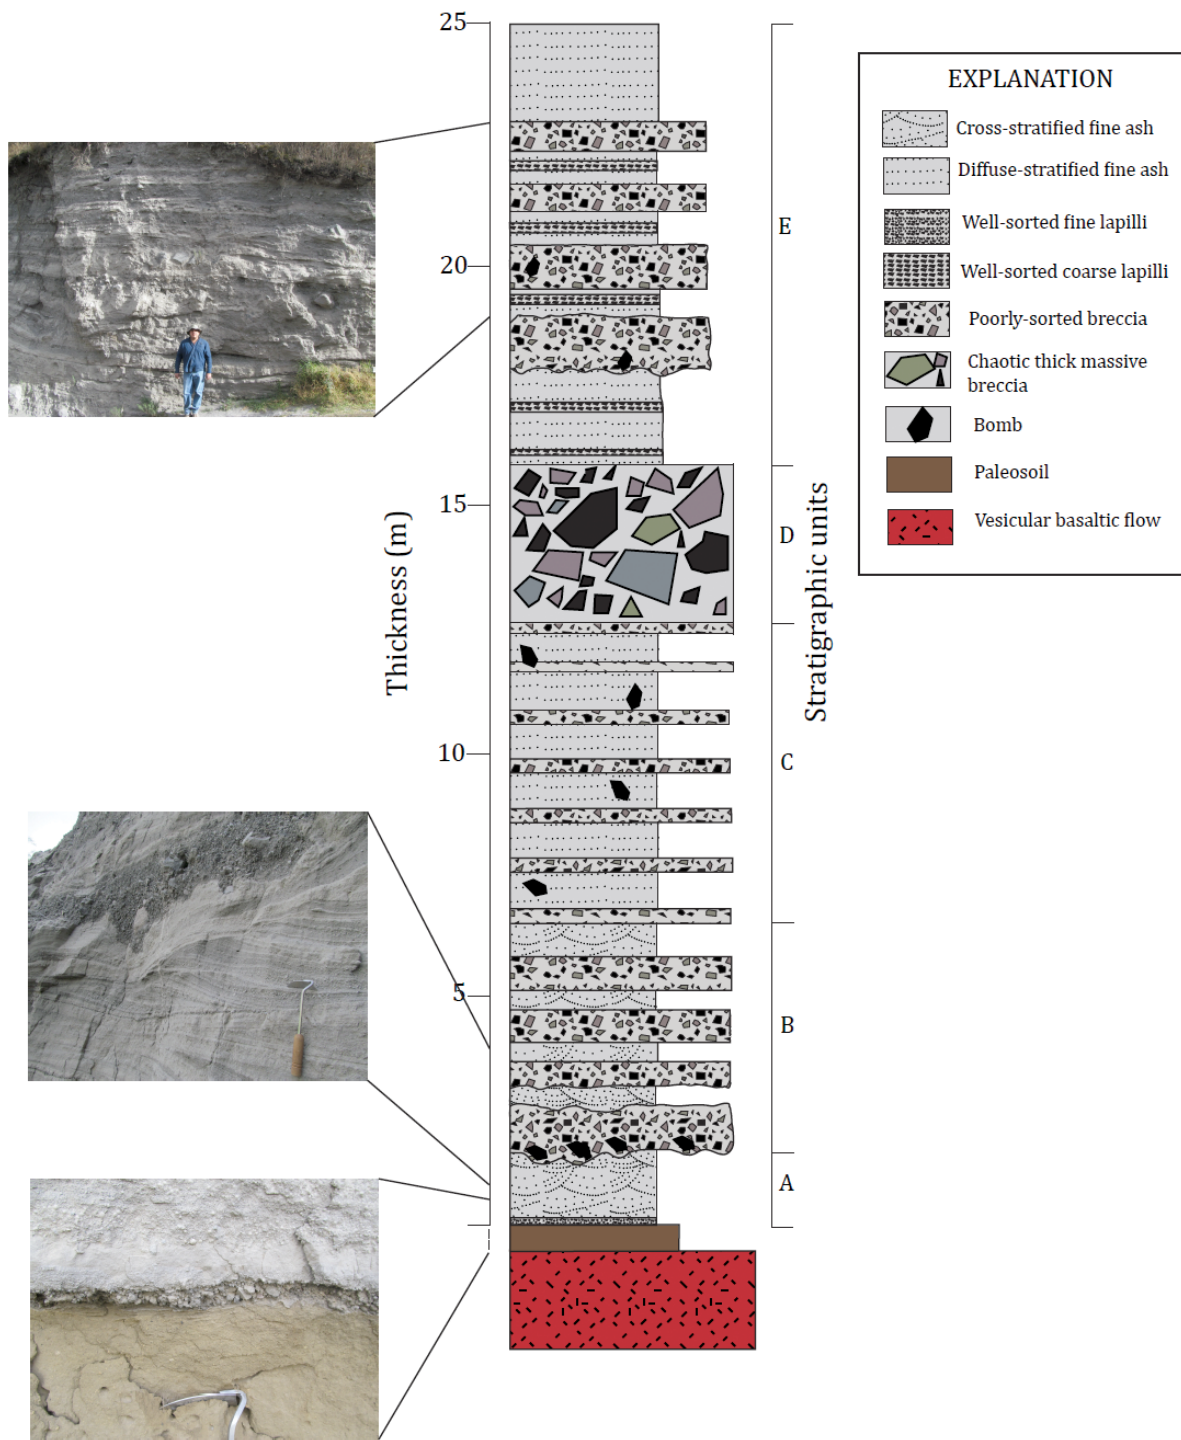 25
20
15
10
5
Thickness (m)
E
D
C
B
A
Stratigraphic units
EXPLANATION
Cross-stratified fine ash
Diffuse-stratified fine ash
Well-sorted fine lapilli
Well-sorted coarse lapilli
Poorly-sorted breccia
Chaotic thick massive
breccia
Bomb
Paleosoil
Vesicular basaltic flow